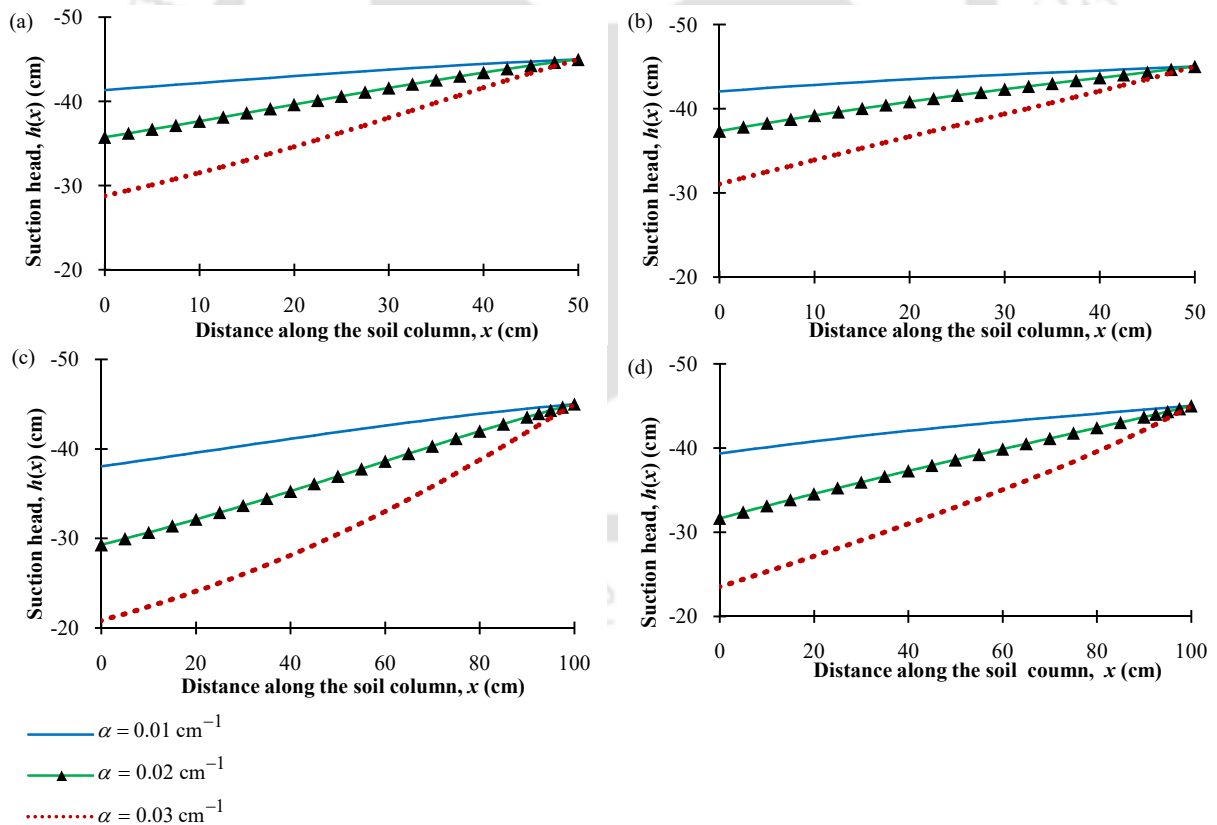 (a)
-50
-40
-30
-20
Suction head, h(x) (cm)
0 10 20 30 40 50
Distance along the soil column, x (cm)
(b)
-50
-40
-30
-20
Suction head, h(x) (cm)
0 10 20 30 40 50
Distance along the soil column, x (cm)
(c)
-50
-40
-30
-20
Suction head, h(x) (cm)
0 20 40 60 80 100
Distance along the soil column, x (cm)
(d)
-50
-40
-30
-20
Suction head, h(x) (cm)
0 20 40 60 80 100
Distance along the soil coumn, x (cm)
α = 0.01 cm⁻¹
α = 0.02 cm⁻¹
α = 0.03 cm⁻¹